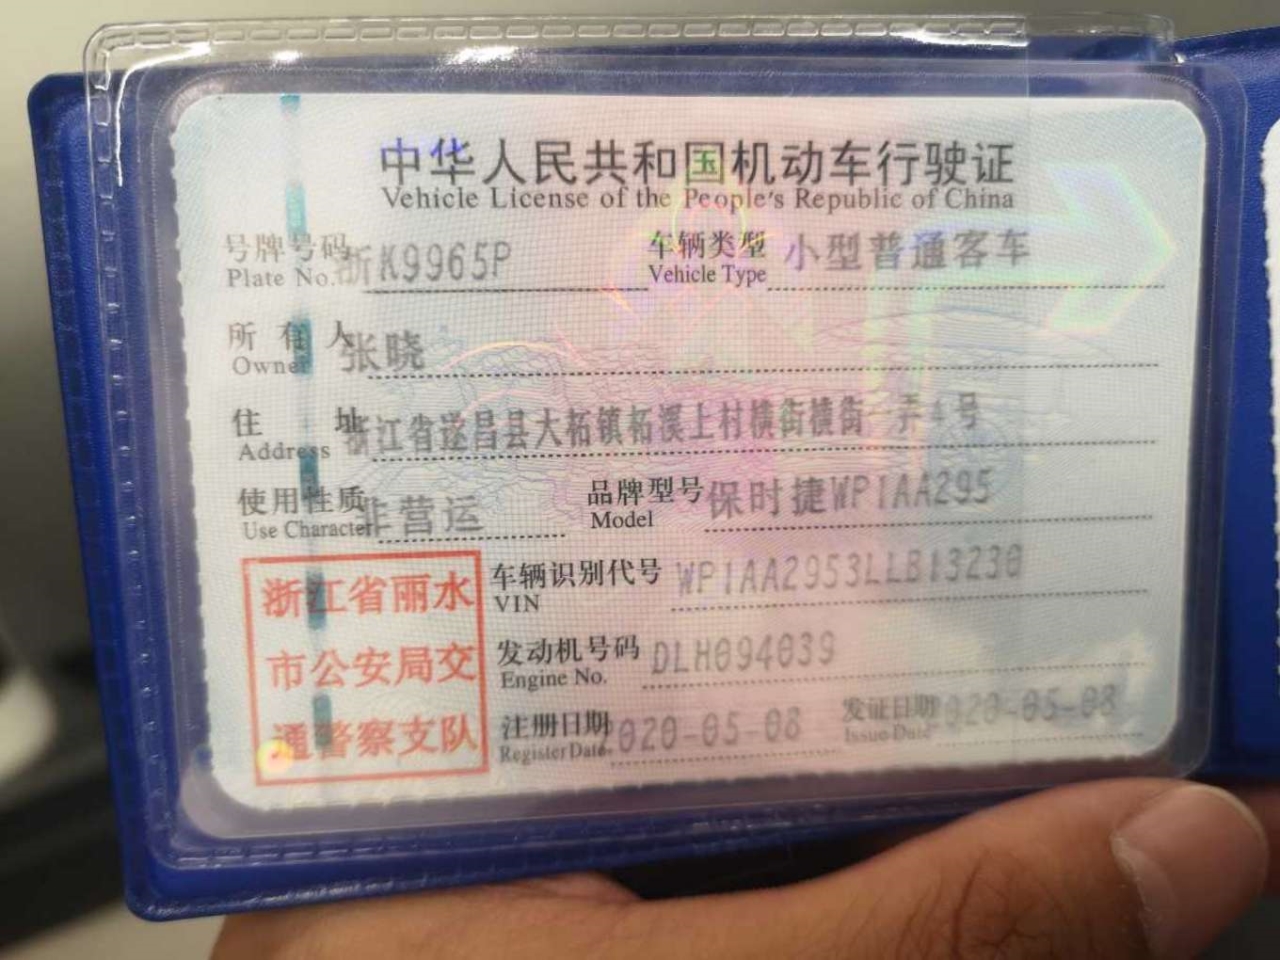 中华人民共和国机动车行驶证
Vehicle License of the People's Republic of China
号牌号码 浙K9965P 车辆类型 小型普通客车
Plate No. Vehicle Type
所有人 张晓
Owner
住址 浙江省遂昌县大柘镇柘溪上村横街横街一弄4号
Address
使用性质 非营运 品牌型号 保时捷WP1AA295
Use Character Model
浙江省丽水
市公安局交
通警察支队
车辆识别代号 WP1AA2953LLB13230
VIN
发动机号码 DLH094039
Engine No.
注册日期 2020-05-08 发证日期 2020-05-08
Register Date Issue Date